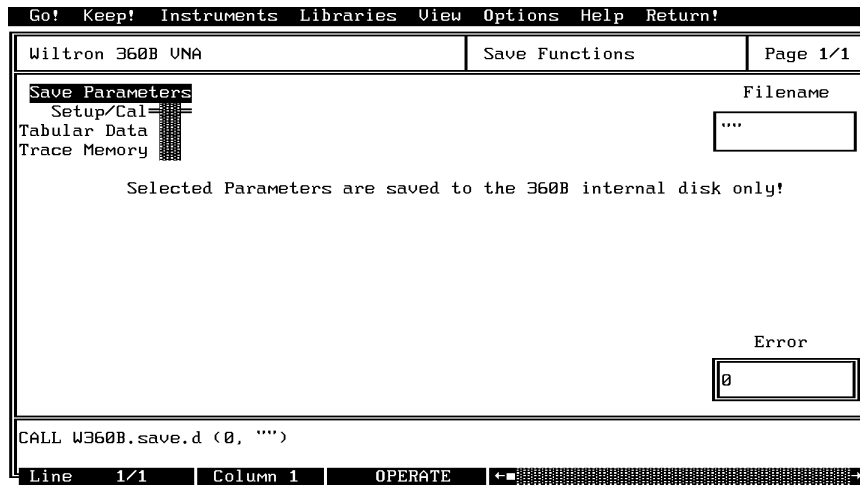 Go! Keep! Instruments Libraries View Options Help Return!
Wiltron 360B VNA Save Functions Page 1/1
Save Parameters
Setup/Cal
Tabular Data
Trace Memory
Filename
""
Selected Parameters are saved to the 360B internal disk only!
Error
0
CALL W360B.save.d (0, "")
Line 1/1 Column 1 OPERATE